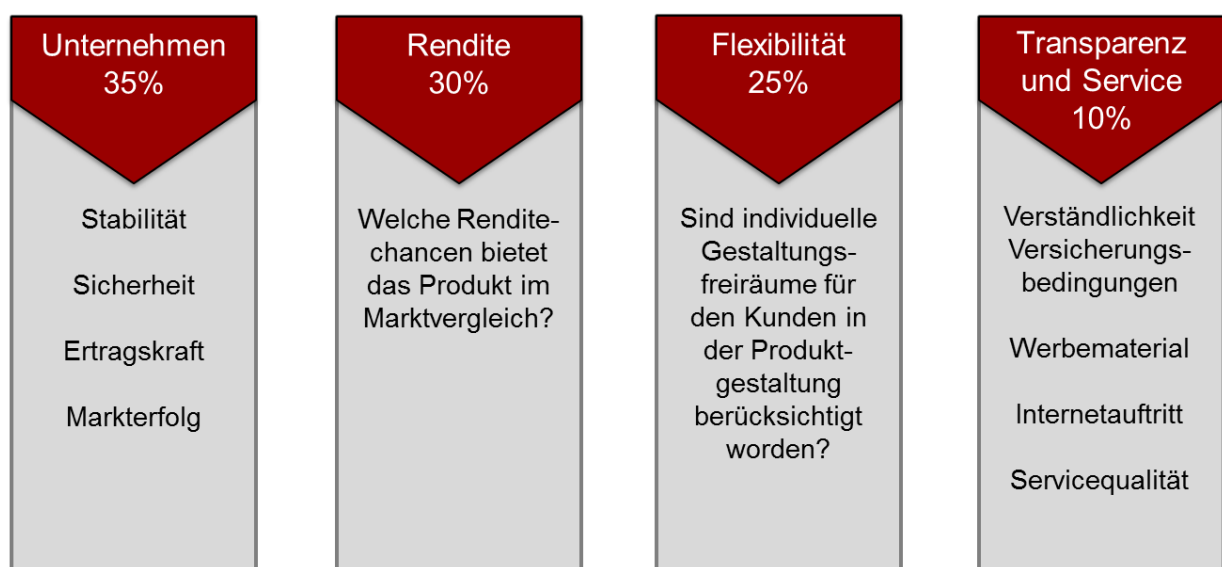 Unternehmen
35%
Stabilität
Sicherheit
Ertragskraft
Markterfolg
Rendite
30%
Welche Rendite-
chancen bietet
das Produkt im
Marktvergleich?
Flexibilität
25%
Sind individuelle
Gestaltungs-
freiräume für
den Kunden in
der Produkt-
gestaltung
berücksichtigt
worden?
Transparenz
und Service
10%
Verständlichkeit
Versicherungs-
bedingungen
Werbematerial
Internetauftritt
Servicequalität